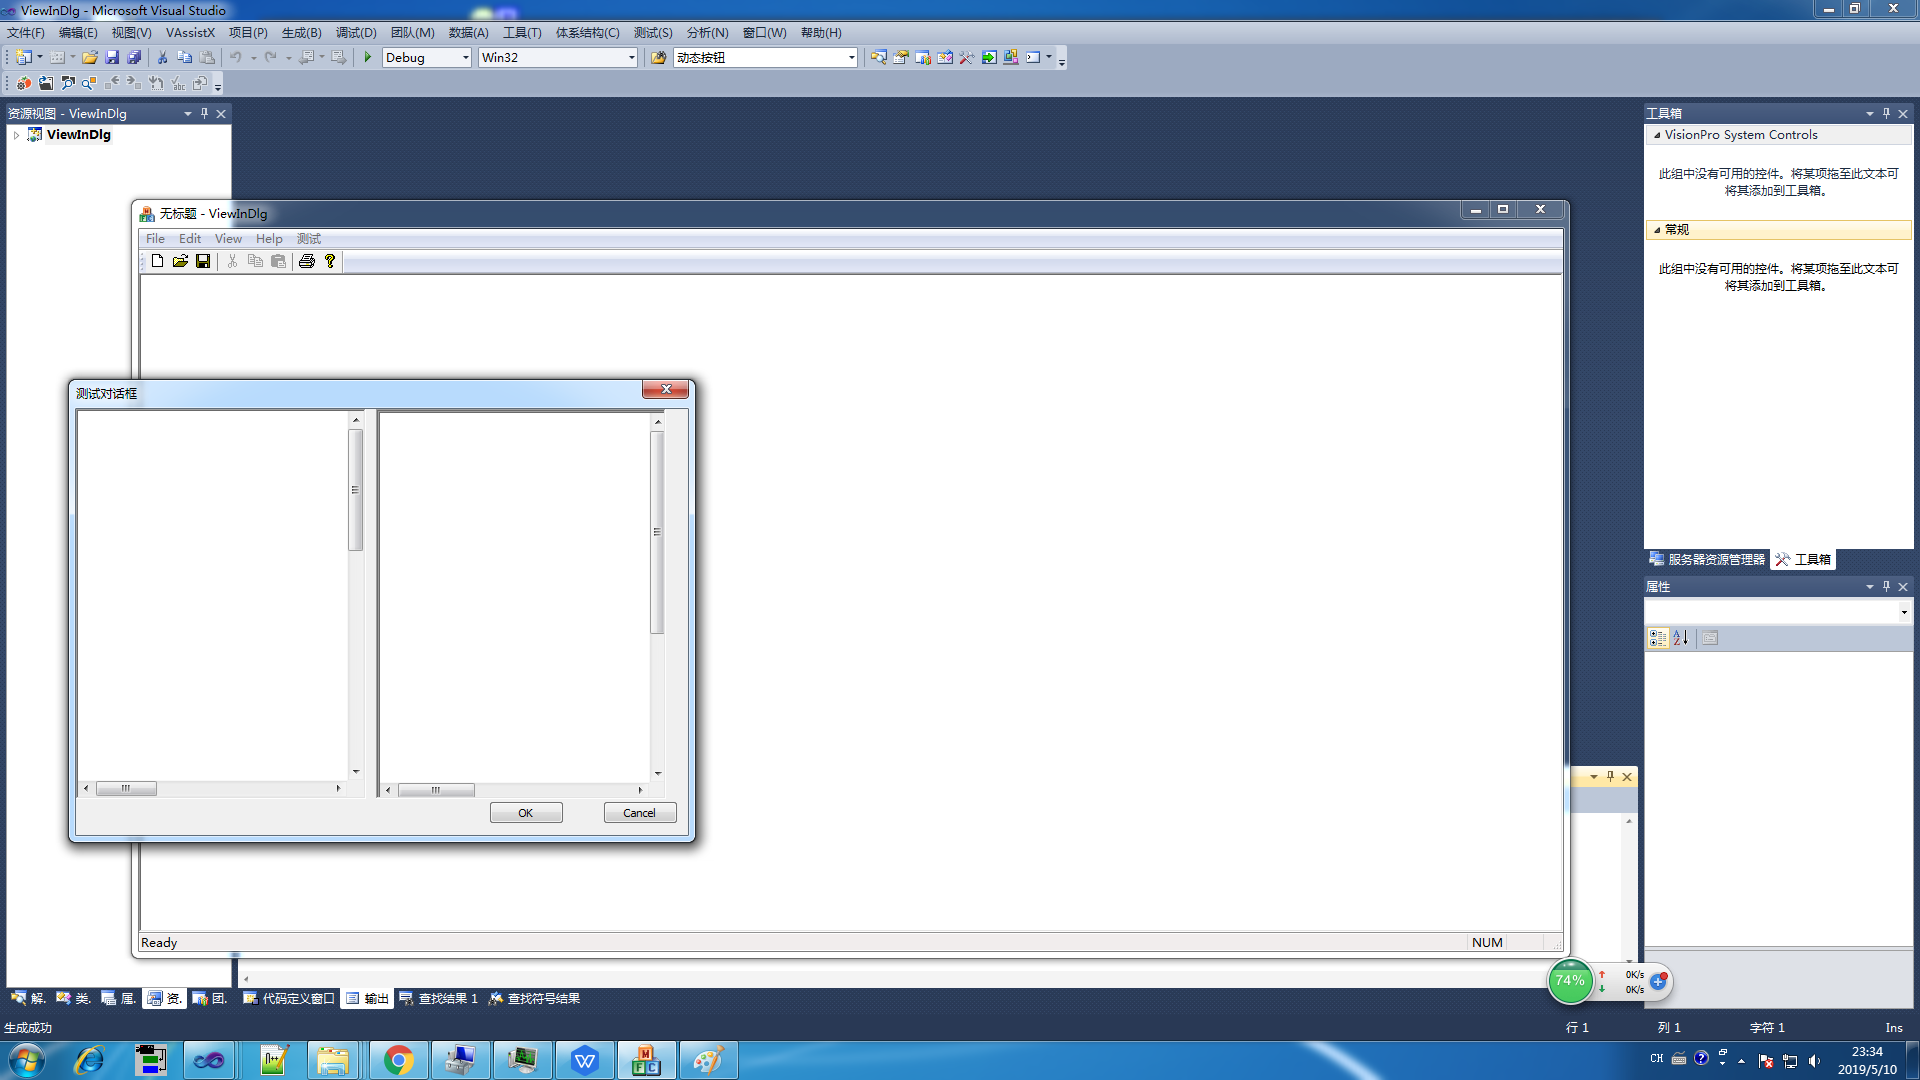 ViewInDlg - Microsoft Visual Studio
文件(F) 编辑(E) 视图(V) VAssistX 项目(P) 生成(B) 调试(D) 团队(M) 数据(A) 工具(T) 体系结构(C) 测试(S) 分析(N) 窗口(W) 帮助(H)
Debug Win32 动态按钮
资源视图 - ViewInDlg
ViewInDlg
无标题 - ViewInDlg
File Edit View Help 测试
测试对话框
OK Cancel
Ready NUM
工具箱
VisionPro System Controls
此组中没有可用的控件。将某项拖至此文本可
将其添加到工具箱。
常规
此组中没有可用的控件。将某项拖至此文本可
将其添加到工具箱。
服务器资源管理器 工具箱
属性
74% 0K/s
0K/s
解. 类. 属. 资. 团. 代码定义窗口 输出 查找结果 1 查找符号结果
生成成功 行 1 列 1 字符 1 Ins
CH 23:34
2019/5/10